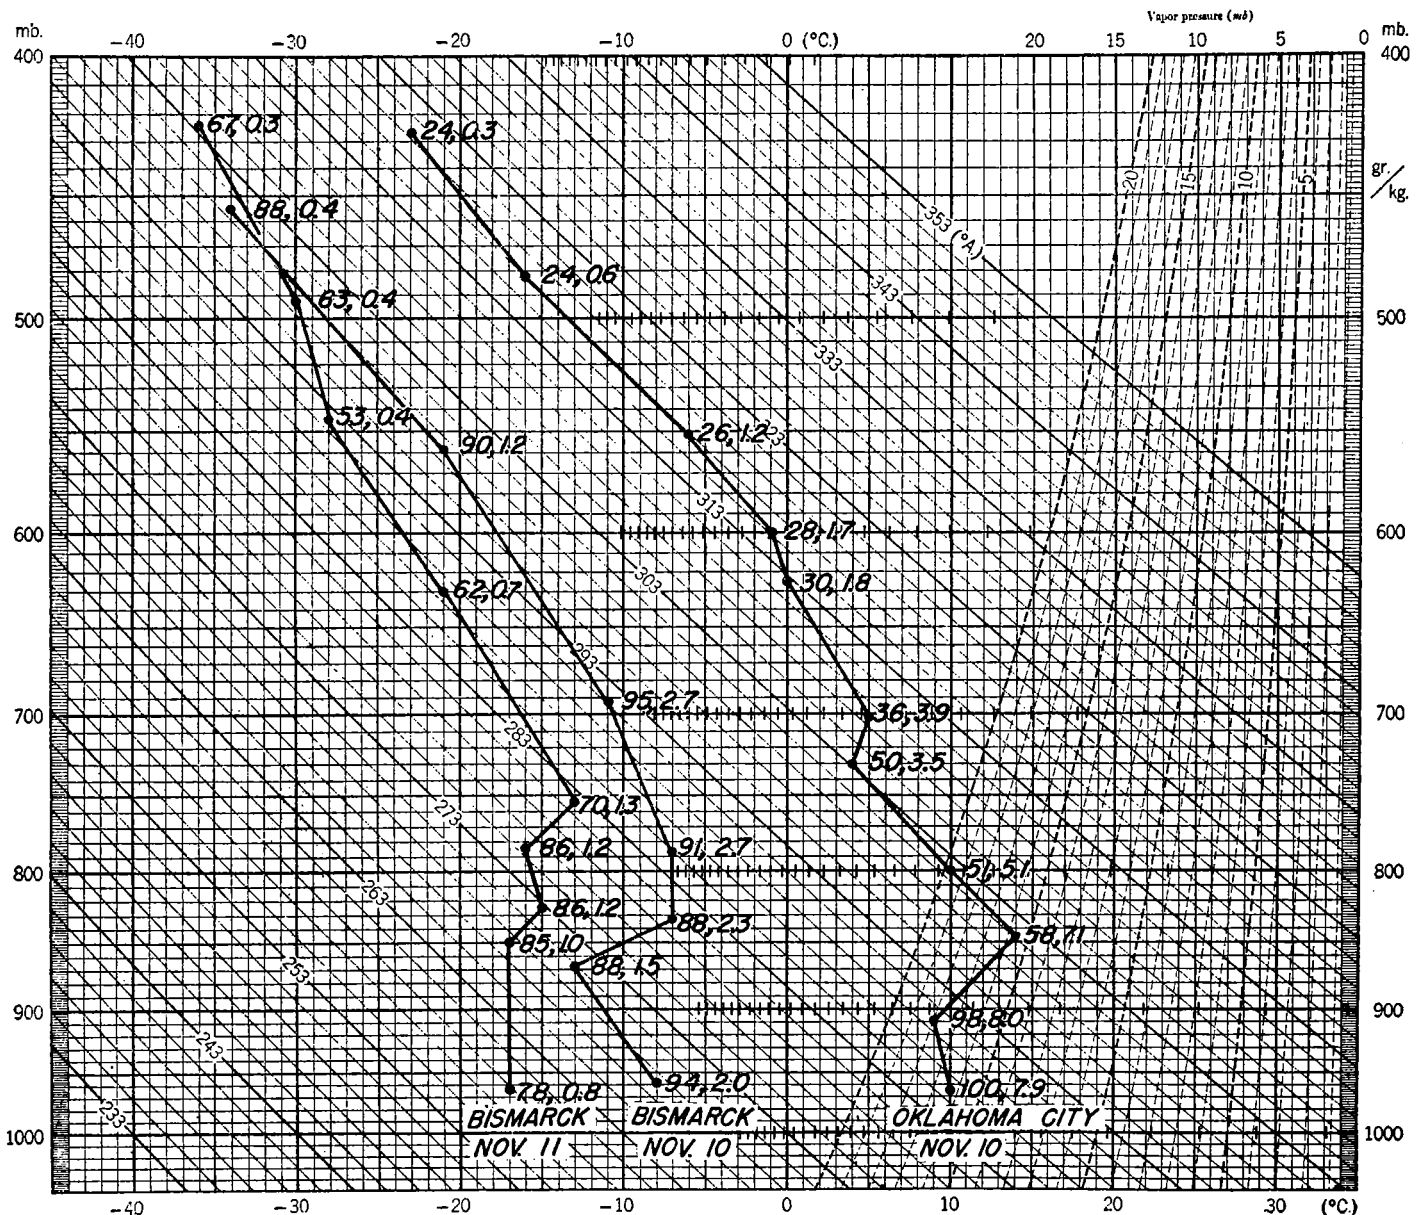 Vapor pressure (mb)
mb. -40 -30 -20 -10 0 (°C.) 20 15 10 5 0 mb.
400 400
67, 0.3 24, 0.3
gr./kg.
20 15 10 5
88, 0.4 353 (°A)
63, 0.4 24, 0.6 343
500 500
333
53, 0.4 90, 1.2 26, 1.2 323
313
600 28, 1.7 600
62, 0.7 303 30, 1.8
293
95, 2.7 36, 3.9
700 700
283 50, 3.5
273 70, 1.3
86, 1.2 91, 2.7
800 51, 5.1 800
263 86, 1.2 88, 2.3
85, 1.0 88, 1.5 58, 7.1
253
900 98, 8.0 900
243
78, 0.8 94, 2.0 100, 7.9
233 BISMARCK BISMARCK OKLAHOMA CITY
1000 NOV. 11 NOV. 10 NOV. 10 1000
-40 -30 -20 -10 0 10 20 30 (°C.)